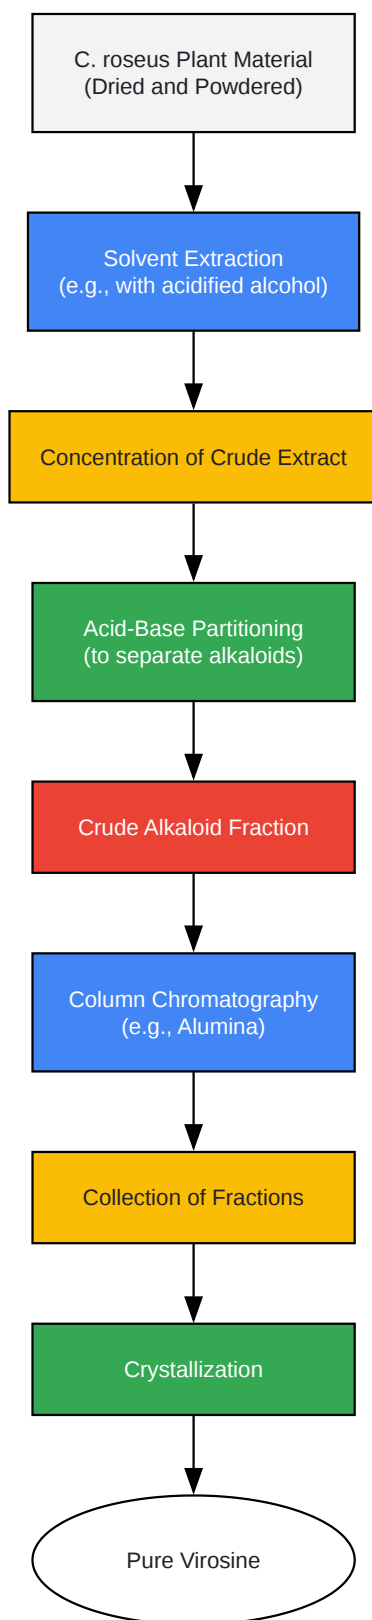 C. roseus Plant Material
(Dried and Powdered)
Solvent Extraction
(e.g., with acidified alcohol)
Concentration of Crude Extract
Acid-Base Partitioning
(to separate alkaloids)
Crude Alkaloid Fraction
Column Chromatography
(e.g., Alumina)
Collection of Fractions
Crystallization
Pure Virosine